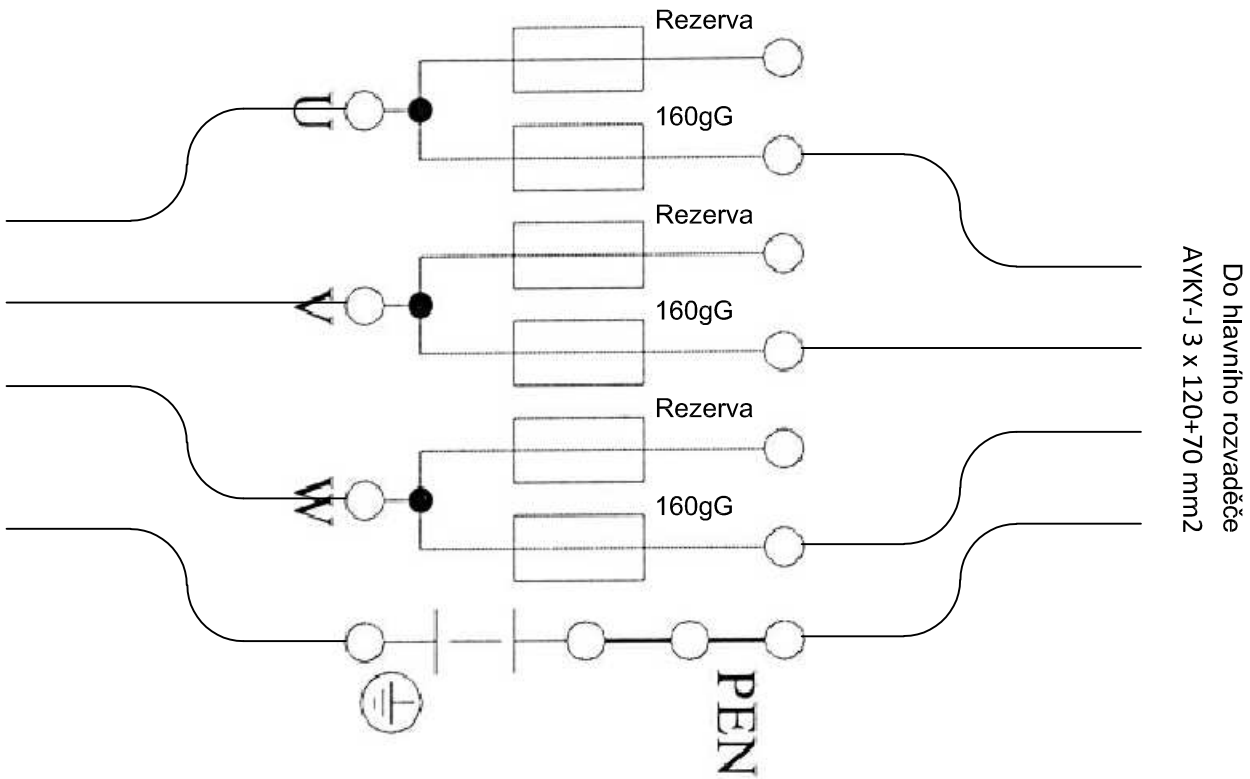 Rezerva
U
160gG
Rezerva
V
160gG
Rezerva
W
160gG
PEN
Do hlavního rozvaděče
AYKY-J 3 x 120+70 mm2